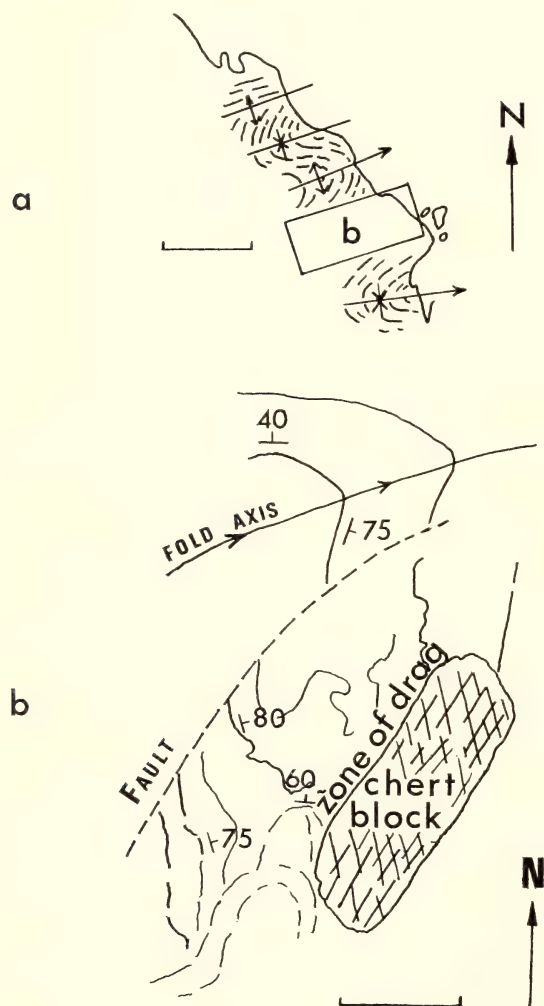 a
N
b
b
40
FOLD AXIS
75
FAULT
80
zone of drag
60
chert
block
75
N